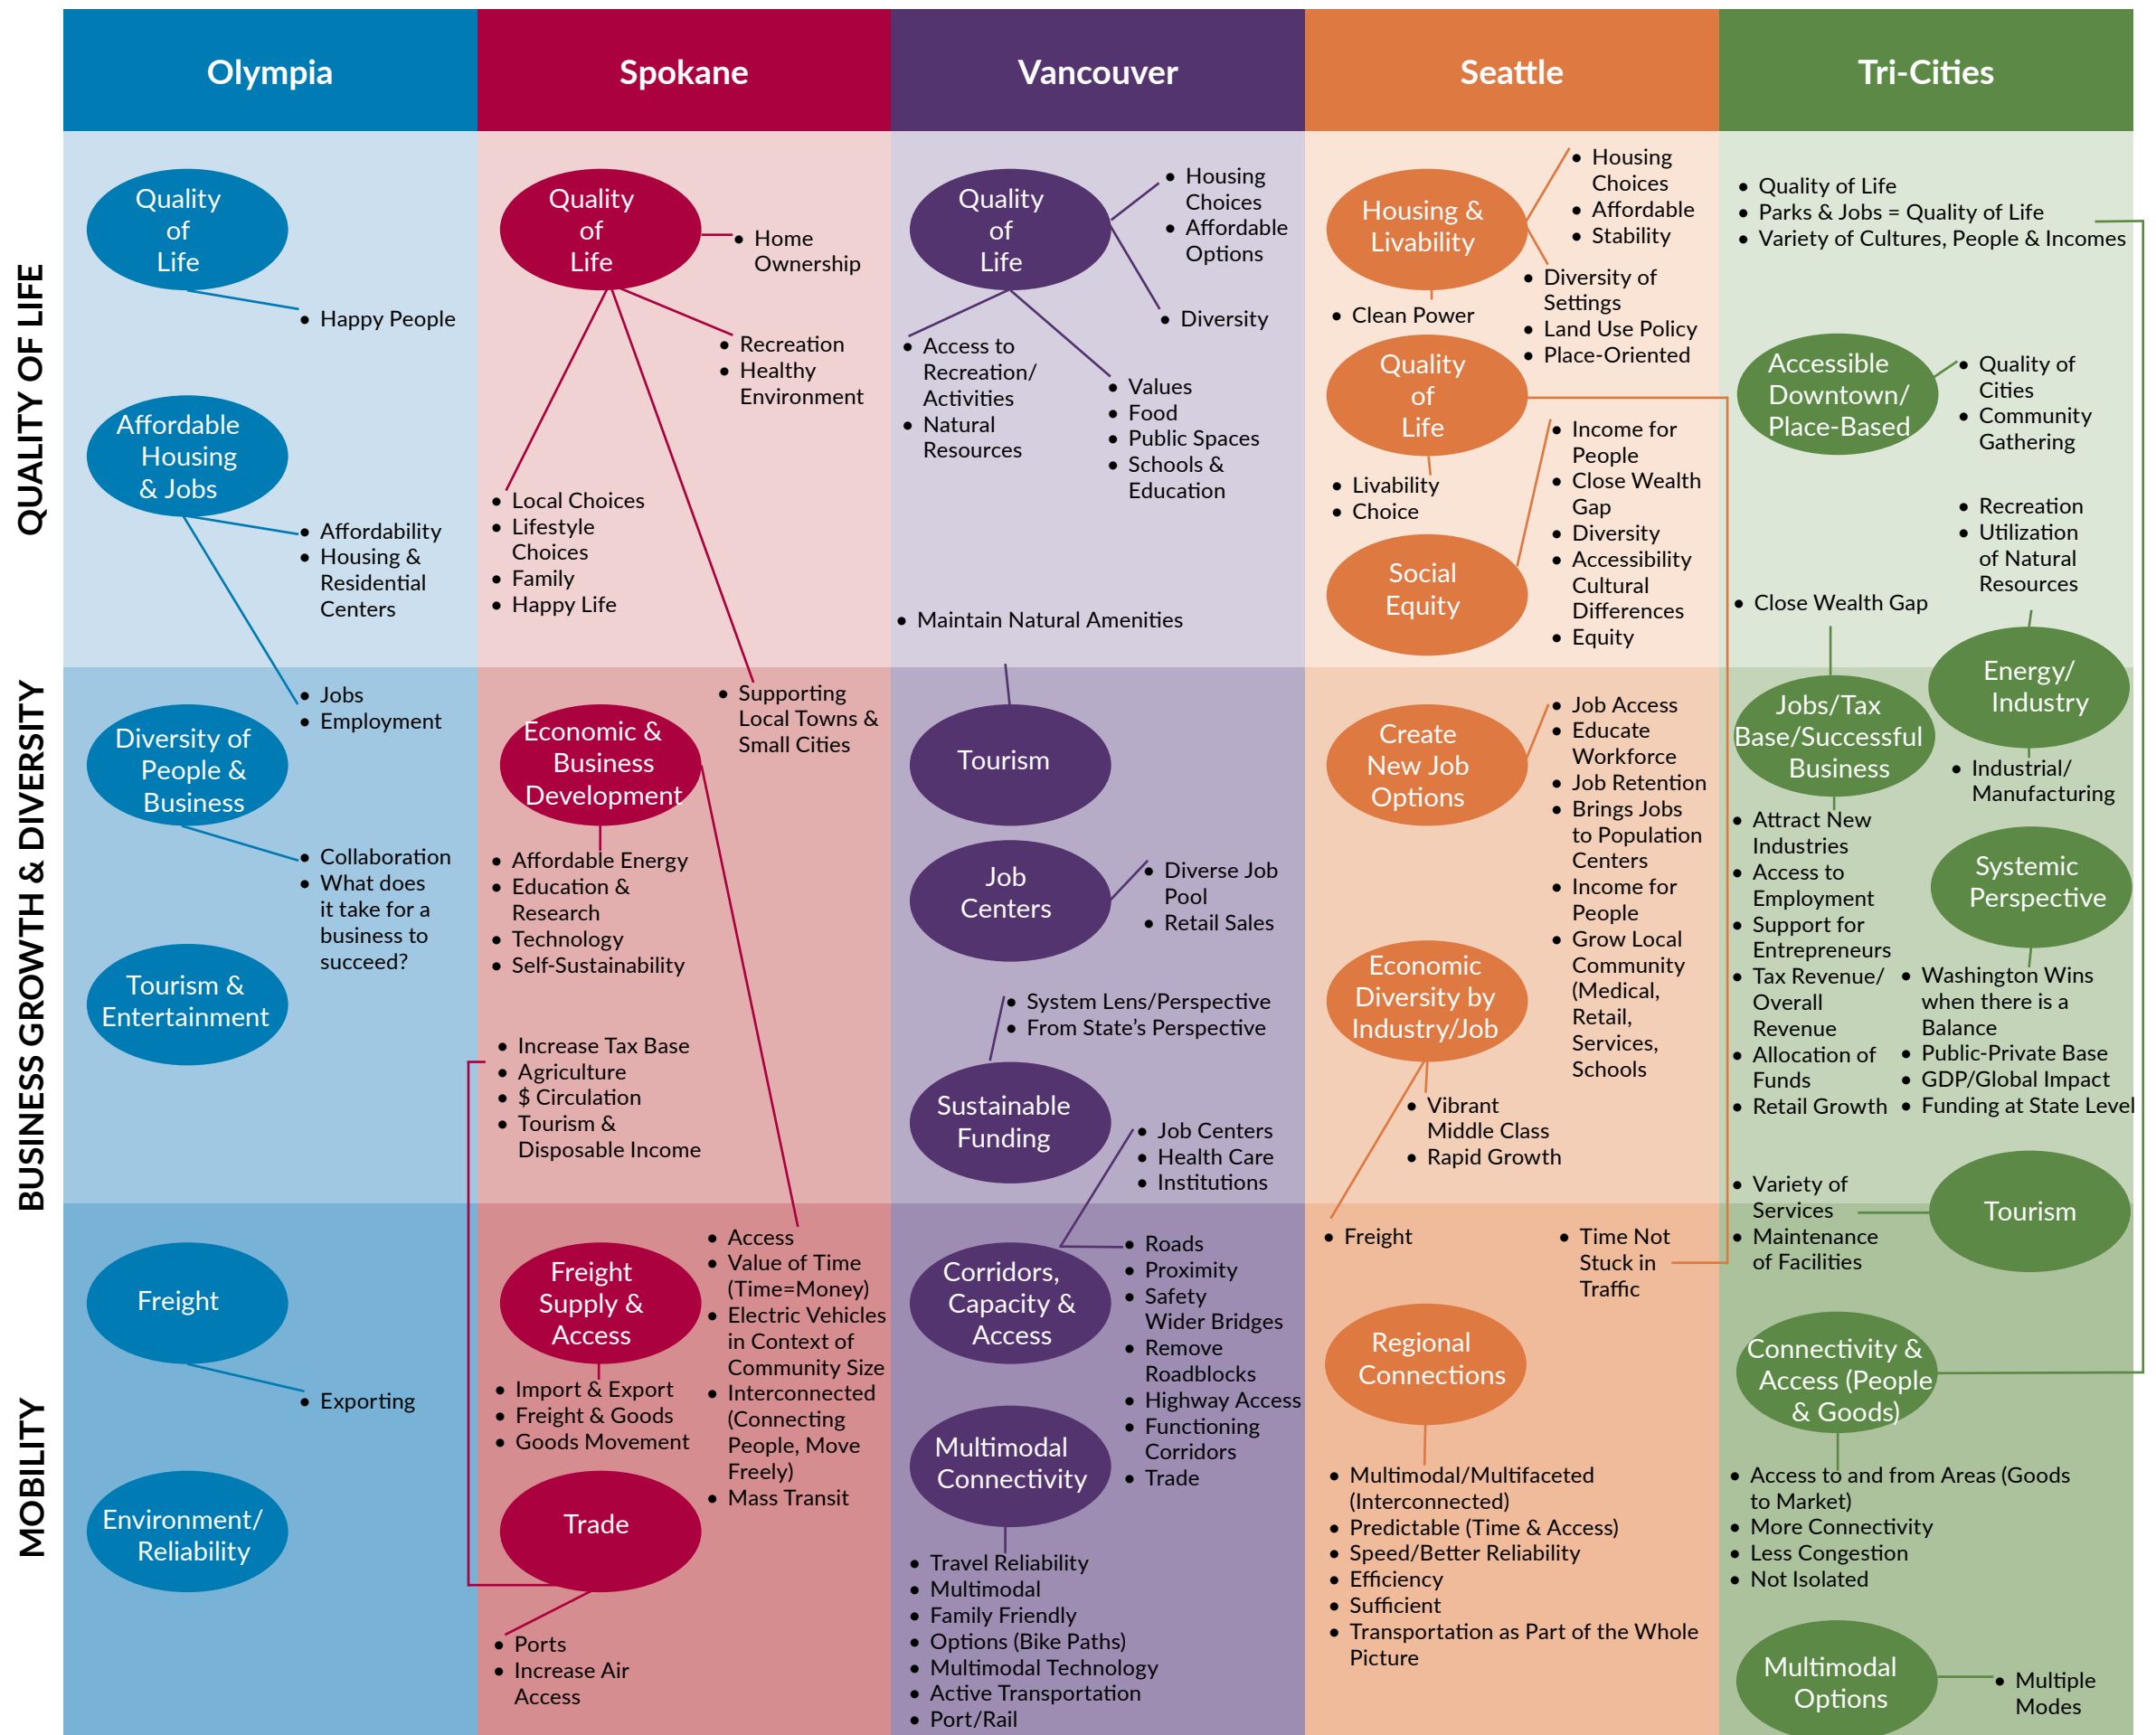 Olympia
Spokane
Vancouver
Seattle
Tri-Cities
QUALITY OF LIFE
BUSINESS GROWTH & DIVERSITY
MOBILITY
Quality
of
Life
• Happy People
Affordable
Housing
& Jobs
• Affordability
• Housing &
Residential
Centers
• Jobs
• Employment
Diversity of
People &
Business
• Collaboration
• What does
it take for a
business to
succeed?
Tourism &
Entertainment
Freight
• Exporting
Environment/
Reliability
Quality
of
Life
• Home
Ownership
• Recreation
• Healthy
Environment
• Local Choices
• Lifestyle
Choices
• Family
• Happy Life
• Supporting
Local Towns &
Small Cities
Economic &
Business
Development
• Affordable Energy
• Education &
Research
• Technology
• Self-Sustainability
• Increase Tax Base
• Agriculture
• $ Circulation
• Tourism &
Disposable Income
• Access
• Value of Time
(Time=Money)
• Electric Vehicles
in Context of
Community Size
• Interconnected
(Connecting
People, Move
Freely)
• Mass Transit
Freight
Supply &
Access
• Import & Export
• Freight & Goods
• Goods Movement
Trade
• Ports
• Increase Air
Access
Quality
of
Life
• Housing
Choices
• Affordable
Options
• Diversity
• Access to
Recreation/
Activities
• Natural
Resources
• Values
• Food
• Public Spaces
• Schools &
Education
• Maintain Natural Amenities
Tourism
Job
Centers
• Diverse Job
Pool
• Retail Sales
• System Lens/Perspective
• From State’s Perspective
Sustainable
Funding
• Job Centers
• Health Care
• Institutions
Corridors,
Capacity &
Access
• Roads
• Proximity
• Safety
Wider Bridges
• Remove
Roadblocks
• Highway Access
• Functioning
Corridors
• Trade
Multimodal
Connectivity
• Travel Reliability
• Multimodal
• Family Friendly
• Options (Bike Paths)
• Multimodal Technology
• Active Transportation
• Port/Rail
Housing &
Livability
• Housing
Choices
• Affordable
• Stability
• Diversity of
Settings
• Land Use Policy
• Place-Oriented
• Clean Power
Quality
of
Life
• Livability
• Choice
Social
Equity
• Income for
People
• Close Wealth
Gap
• Diversity
• Accessibility
Cultural
Differences
• Equity
Create
New Job
Options
• Job Access
• Educate
Workforce
• Job Retention
• Brings Jobs
to Population
Centers
• Income for
People
• Grow Local
Community
(Medical,
Retail,
Services,
Schools
Economic
Diversity by
Industry/Job
• Vibrant
Middle Class
• Rapid Growth
• Freight
• Time Not
Stuck in
Traffic
Regional
Connections
• Multimodal/Multifaceted
(Interconnected)
• Predictable (Time & Access)
• Speed/Better Reliability
• Efficiency
• Sufficient
• Transportation as Part of the Whole
Picture
• Quality of Life
• Parks & Jobs = Quality of Life
• Variety of Cultures, People & Incomes
Accessible
Downtown/
Place-Based
• Quality of
Cities
• Community
Gathering
• Recreation
• Utilization
of Natural
Resources
• Close Wealth Gap
Energy/
Industry
Jobs/Tax
Base/Successful
Business
• Industrial/
Manufacturing
• Attract New
Industries
• Access to
Employment
• Support for
Entrepreneurs
• Tax Revenue/
Overall
Revenue
• Allocation of
Funds
• Retail Growth
Systemic
Perspective
• Washington Wins
when there is a
Balance
• Public-Private Base
• GDP/Global Impact
• Funding at State Level
• Variety of
Services
• Maintenance
of Facilities
Tourism
Connectivity &
Access (People
& Goods)
• Access to and from Areas (Goods
to Market)
• More Connectivity
• Less Congestion
• Not Isolated
Multimodal
Options
• Multiple
Modes